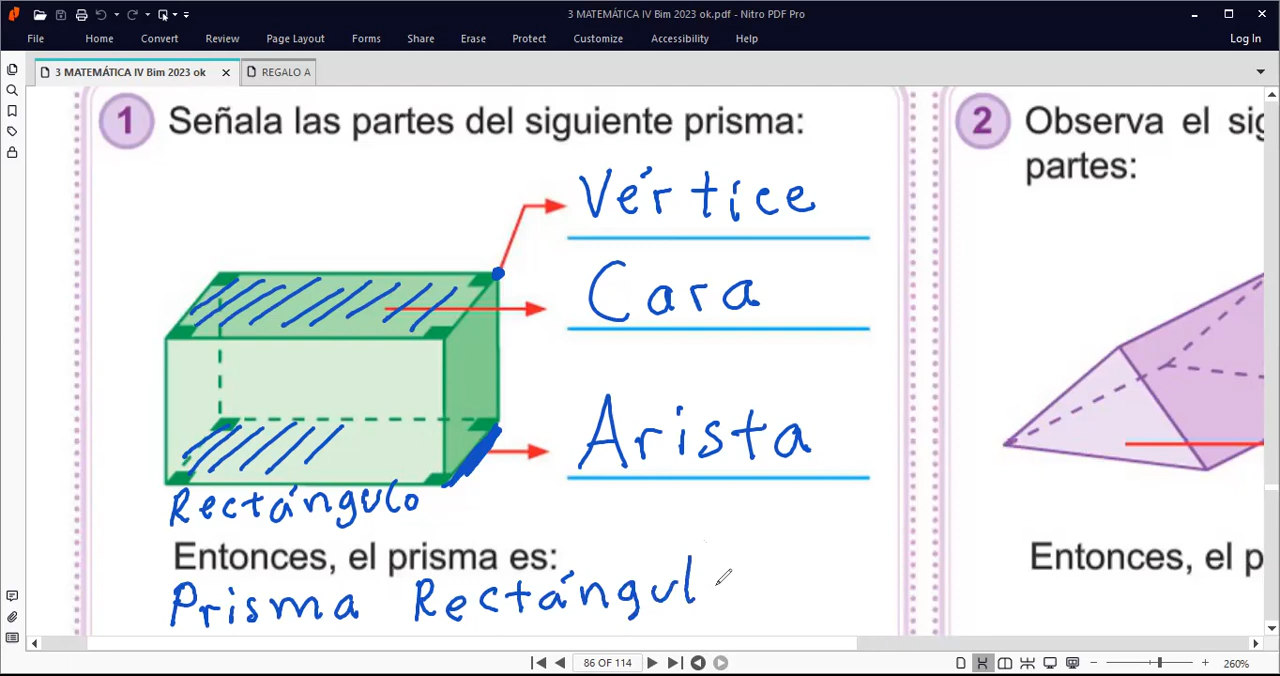 3 MATEMÁTICA IV Bim 2023 ok.pdf - Nitro PDF Pro
File Home Convert Review Page Layout Forms Share Erase Protect Customize Accessibility Help Log In
3 MATEMÁTICA IV Bim 2023 ok × REGALO A
1 Señala las partes del siguiente prisma:
Vértice
Cara
Arista
Rectángulo
Entonces, el prisma es:
Prisma Rectángul
2 Observa el sig
partes:
Entonces, el p
86 OF 114
260%